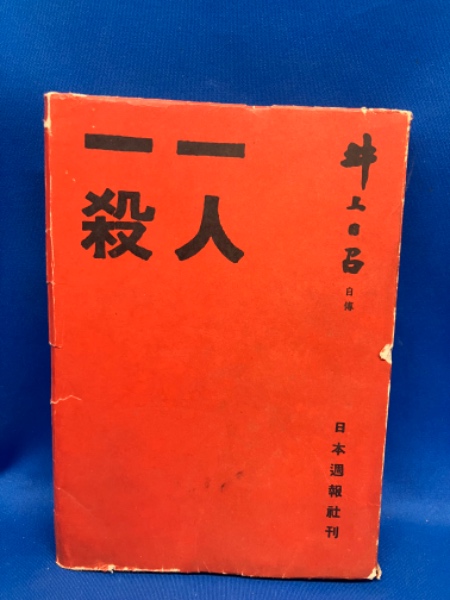 井上日召
自傳
一人
一殺
日本週報社刊